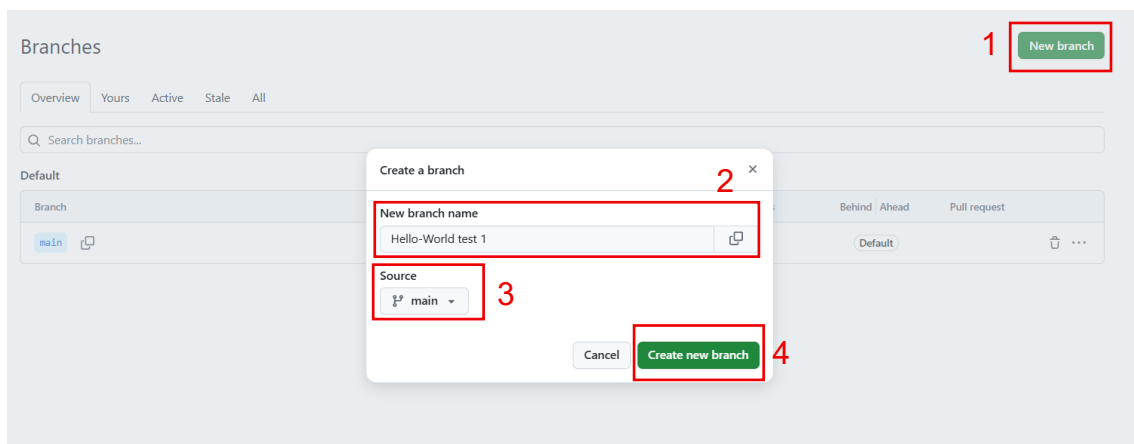 Branches
1
New branch
Overview Yours Active Stale All
Search branches...
Default
Create a branch
2
Branch
Behind Ahead Pull request
New branch name
Hello-World test 1
main
Default
Source
main
3
Cancel Create new branch
4